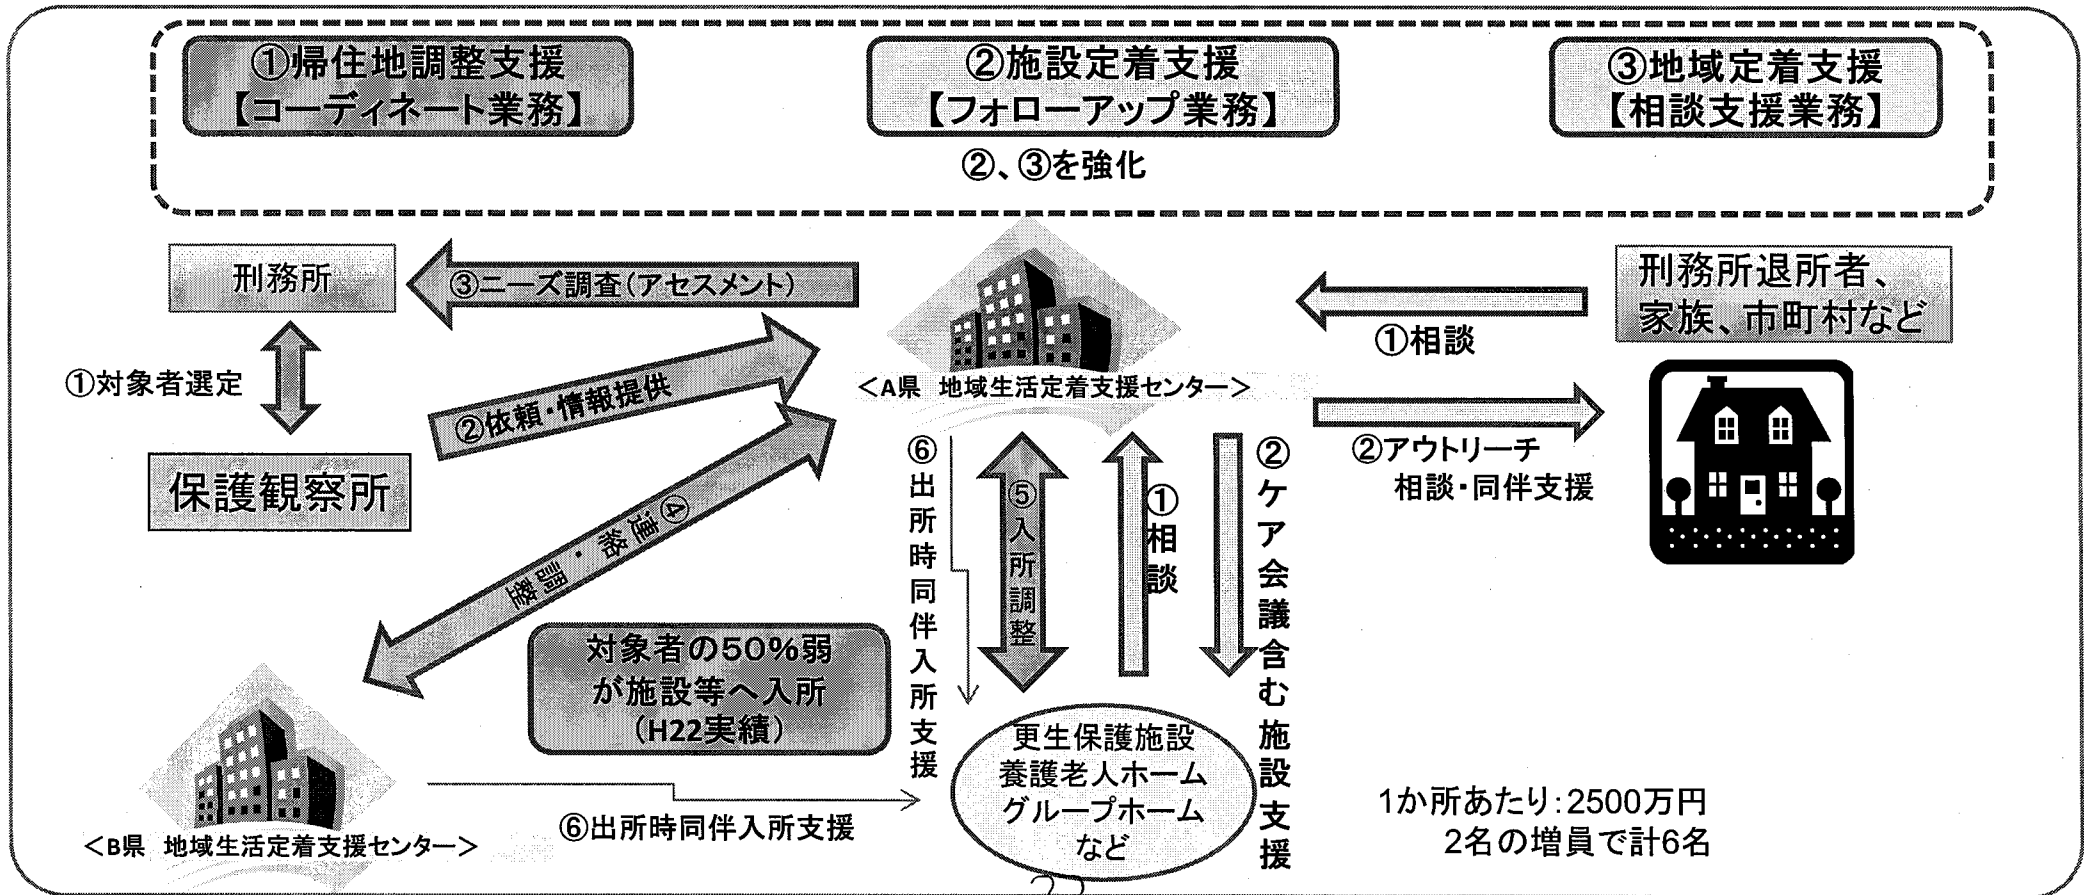 ①帰住地調整支援
【コーディネート業務】
②施設定着支援
【フォローアップ業務】
③地域定着支援
【相談支援業務】
②、③を強化
刑務所
③ニーズ調査(アセスメント)
刑務所退所者、
家族、市町村など
①相談
①対象者選定
②依頼・情報提供
<A県 地域生活定着支援センター>
②アウトリーチ
相談・同伴支援
保護観察所
④連絡・調整
⑥出所時同伴入所支援
⑤入所調整
①相談
②ケア会議含む施設支援
対象者の50%弱
が施設等へ入所
(H22実績)
更生保護施設
養護老人ホーム
グループホーム
など
<B県 地域生活定着支援センター>
⑥出所時同伴入所支援
1か所あたり:2500万円
2名の増員で計6名